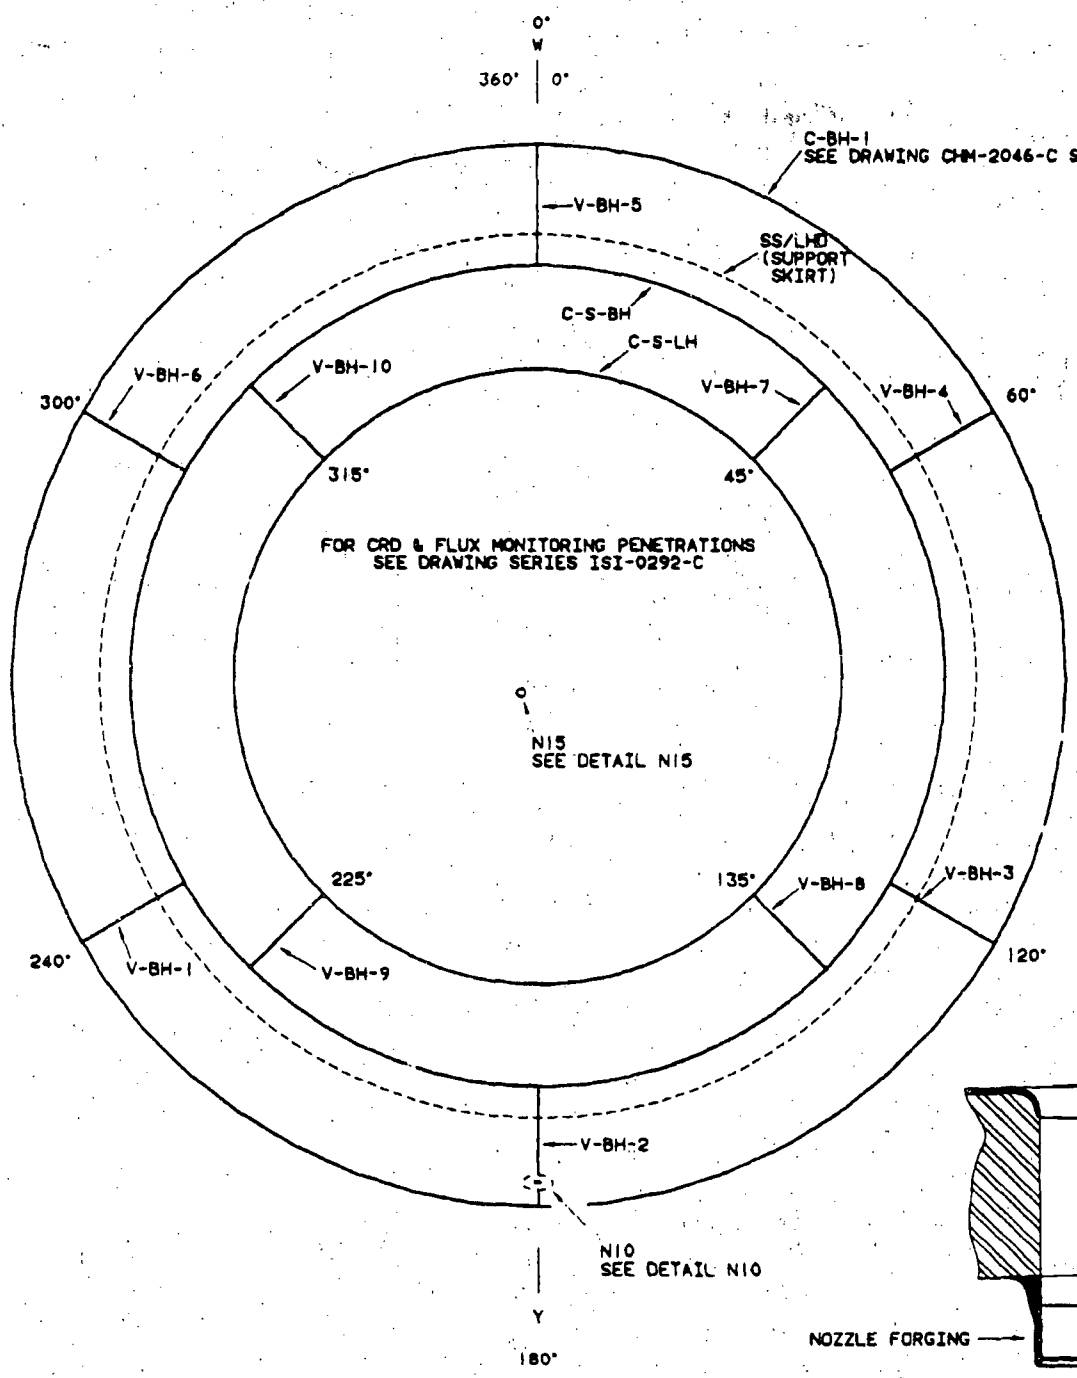 0°
W
360° 0°
C-BH-1
SEE DRAWING CHM-2046-C S
V-BH-5
SS/LHD
(SUPPORT
SKIRT)
C-S-BH
C-S-LH
V-BH-10
V-BH-6
V-BH-7
V-BH-4
300°
60°
315°
45°
FOR CRD & FLUX MONITORING PENETRATIONS
SEE DRAWING SERIES ISI-0292-C
N15
SEE DETAIL N15
225°
135°
V-BH-8
V-BH-3
240°
V-BH-1
V-BH-9
120°
V-BH-2
N10
SEE DETAIL N10
Y
NOZZLE FORGING
180°